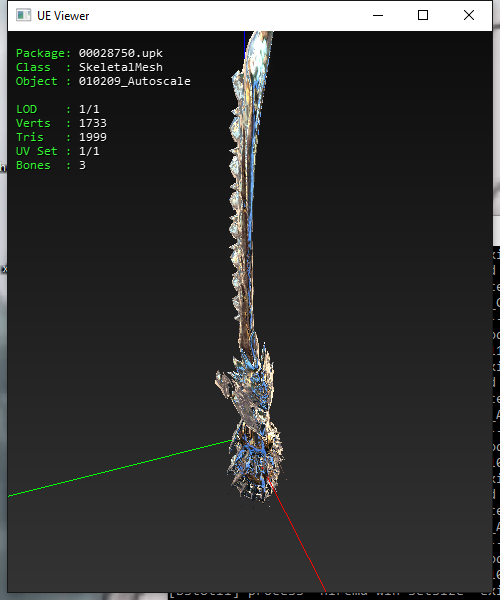 UE Viewer
Package: 00028750.upk
Class : SkeletalMesh
Object : 010209_Autoscale
LOD : 1/1
Verts : 1733
Tris : 1999
UV Set : 1/1
Bones : 3